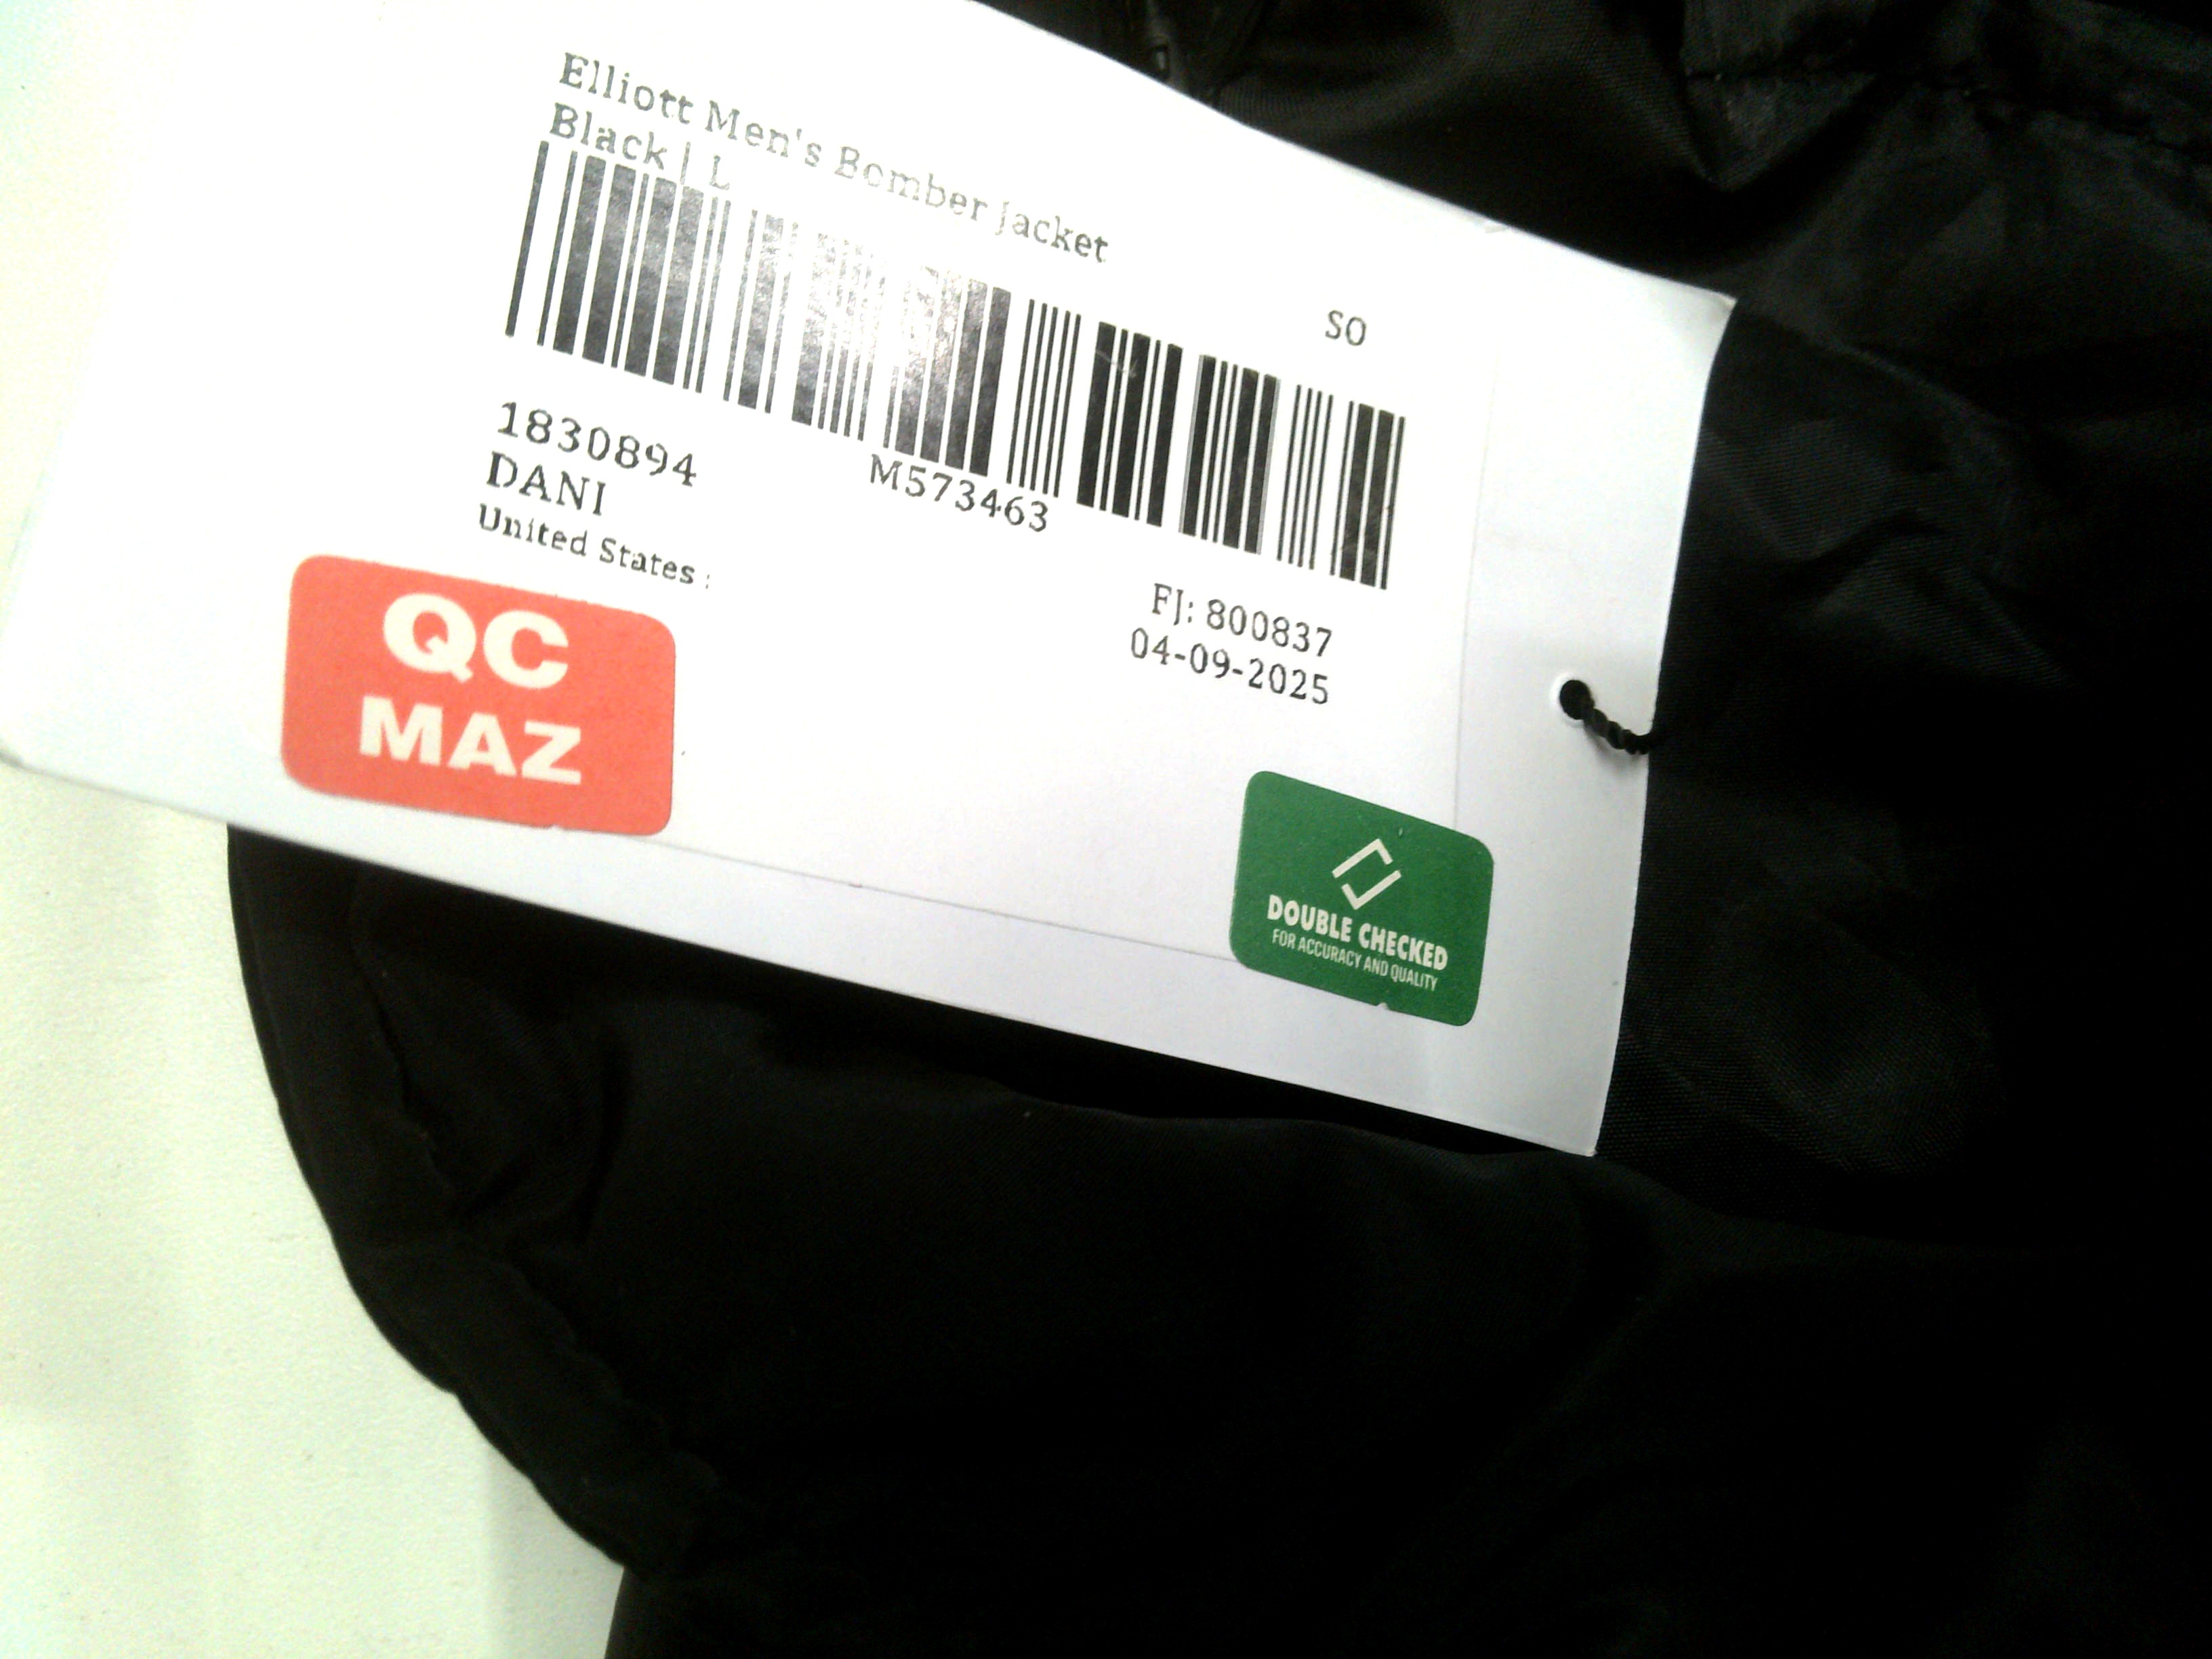 Elliott Men's Bomber Jacket
Black | L
SO
1830894
DANI
United States :
M573463
FJ: 800837
04-09-2025
QC
MAZ
DOUBLE CHECKED
FOR ACCURACY AND QUALITY